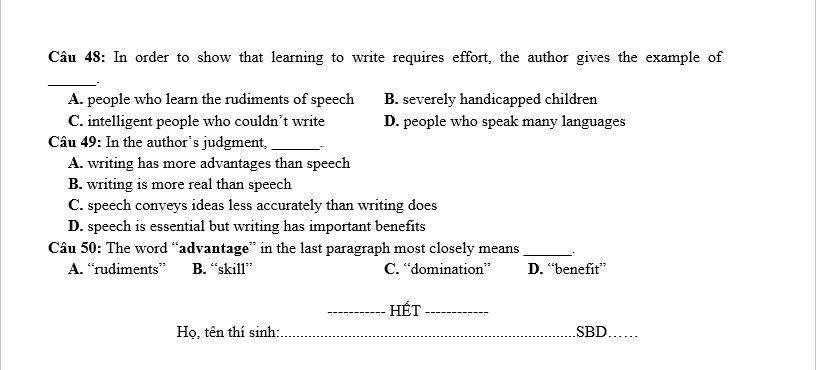 Câu 48: In order to show that learning to write requires effort, the author gives the example of
______.
A. people who learn the rudiments of speech B. severely handicapped children
C. intelligent people who couldn’t write D. people who speak many languages
Câu 49: In the author’s judgment, ______.
A. writing has more advantages than speech
B. writing is more real than speech
C. speech conveys ideas less accurately than writing does
D. speech is essential but writing has important benefits
Câu 50: The word “advantage” in the last paragraph most closely means ______.
A. “rudiments” B. “skill” C. “domination” D. “benefit”
----------- HẾT ------------
Họ, tên thí sinh:..........................................................................SBD……